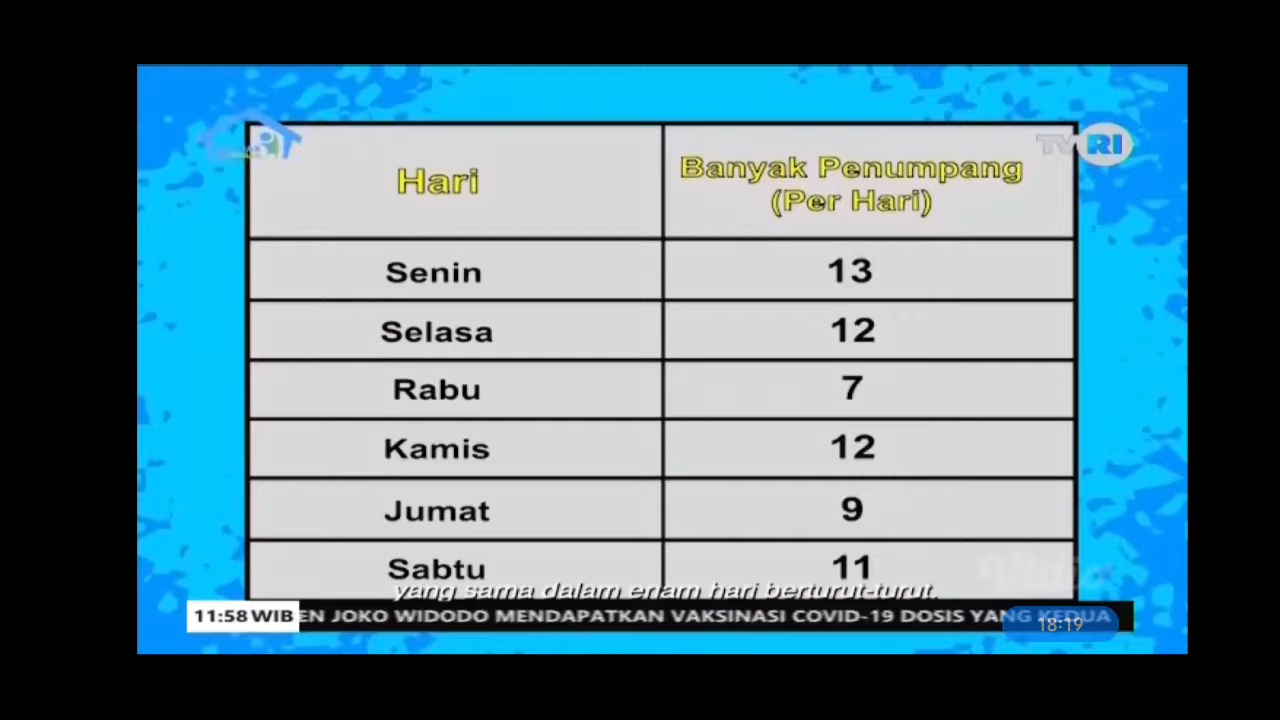 TVRI
Hari
Banyak Penumpang
(Per Hari)
Senin 13
Selasa 12
Rabu 7
Kamis 12
Jumat 9
Sabtu 11
yang sama dalam enam hari berturut-turut.
Vidio
11:58 WIB EN JOKO WIDODO MENDAPATKAN VAKSINASI COVID-19 DOSIS YANG KEDUA
18:19